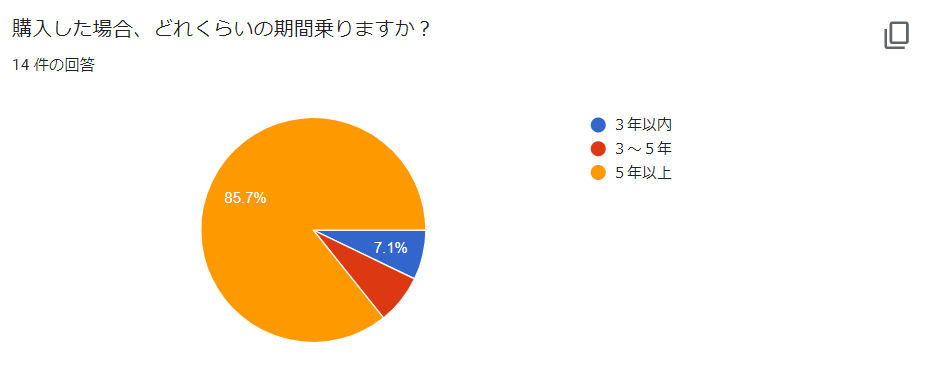 購入した場合、どれくらいの期間乗りますか？
14 件の回答
３年以内
３～５年
５年以上
85.7%
7.1%